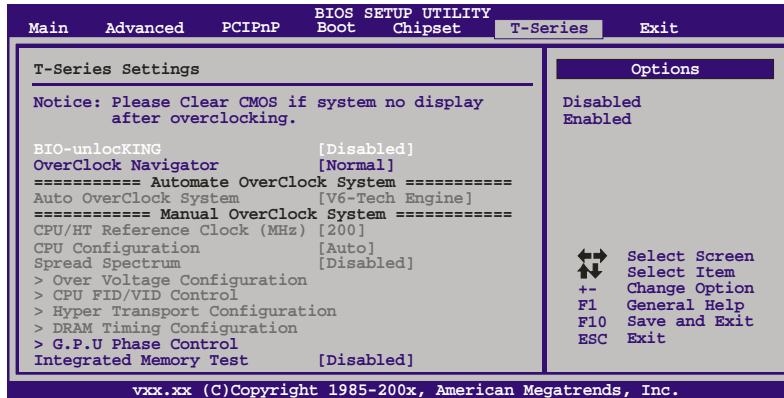 BIOS SETUP UTILITY
Main Advanced PCIPnP Boot Chipset T-Series Exit
T-Series Settings
Notice: Please Clear CMOS if system no display
after overclocking.
BIO-unlocKING [Disabled]
OverClock Navigator [Normal]
=========== Automate OverClock System ===========
Auto OverClock System [V6-Tech Engine]
============ Manual OverClock System ============
CPU/HT Reference Clock (MHz) [200]
CPU Configuration [Auto]
Spread Spectrum [Disabled]
> Over Voltage Configuration
> CPU FID/VID Control
> Hyper Transport Configuration
> DRAM Timing Configuration
> G.P.U Phase Control
Integrated Memory Test [Disabled]
Options
Disabled
Enabled
Select Screen
Select Item
+- Change Option
F1 General Help
F10 Save and Exit
ESC Exit
vxx.xx (C)Copyright 1985-200x, American Megatrends, Inc.